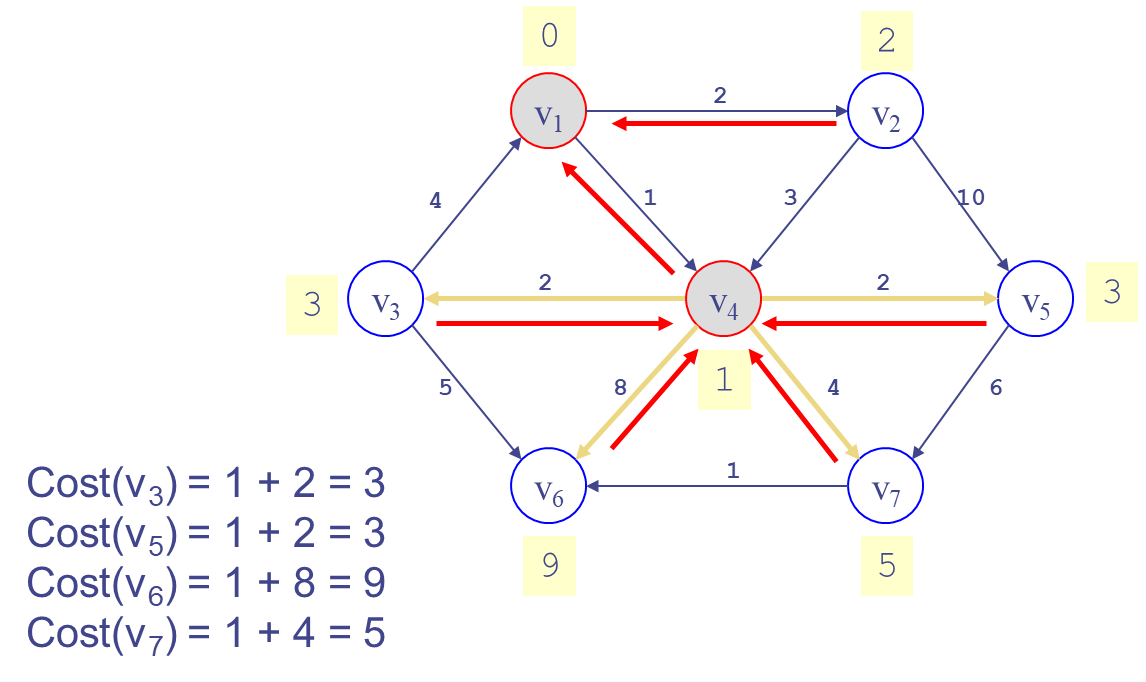 0 2
2
v1 v2
4 1 3 10
2 2
3 v3 v4 v5 3
1
5 8 4 6
1
v6 v7
Cost(v3) = 1 + 2 = 3
Cost(v5) = 1 + 2 = 3
9 5
Cost(v6) = 1 + 8 = 9
Cost(v7) = 1 + 4 = 5